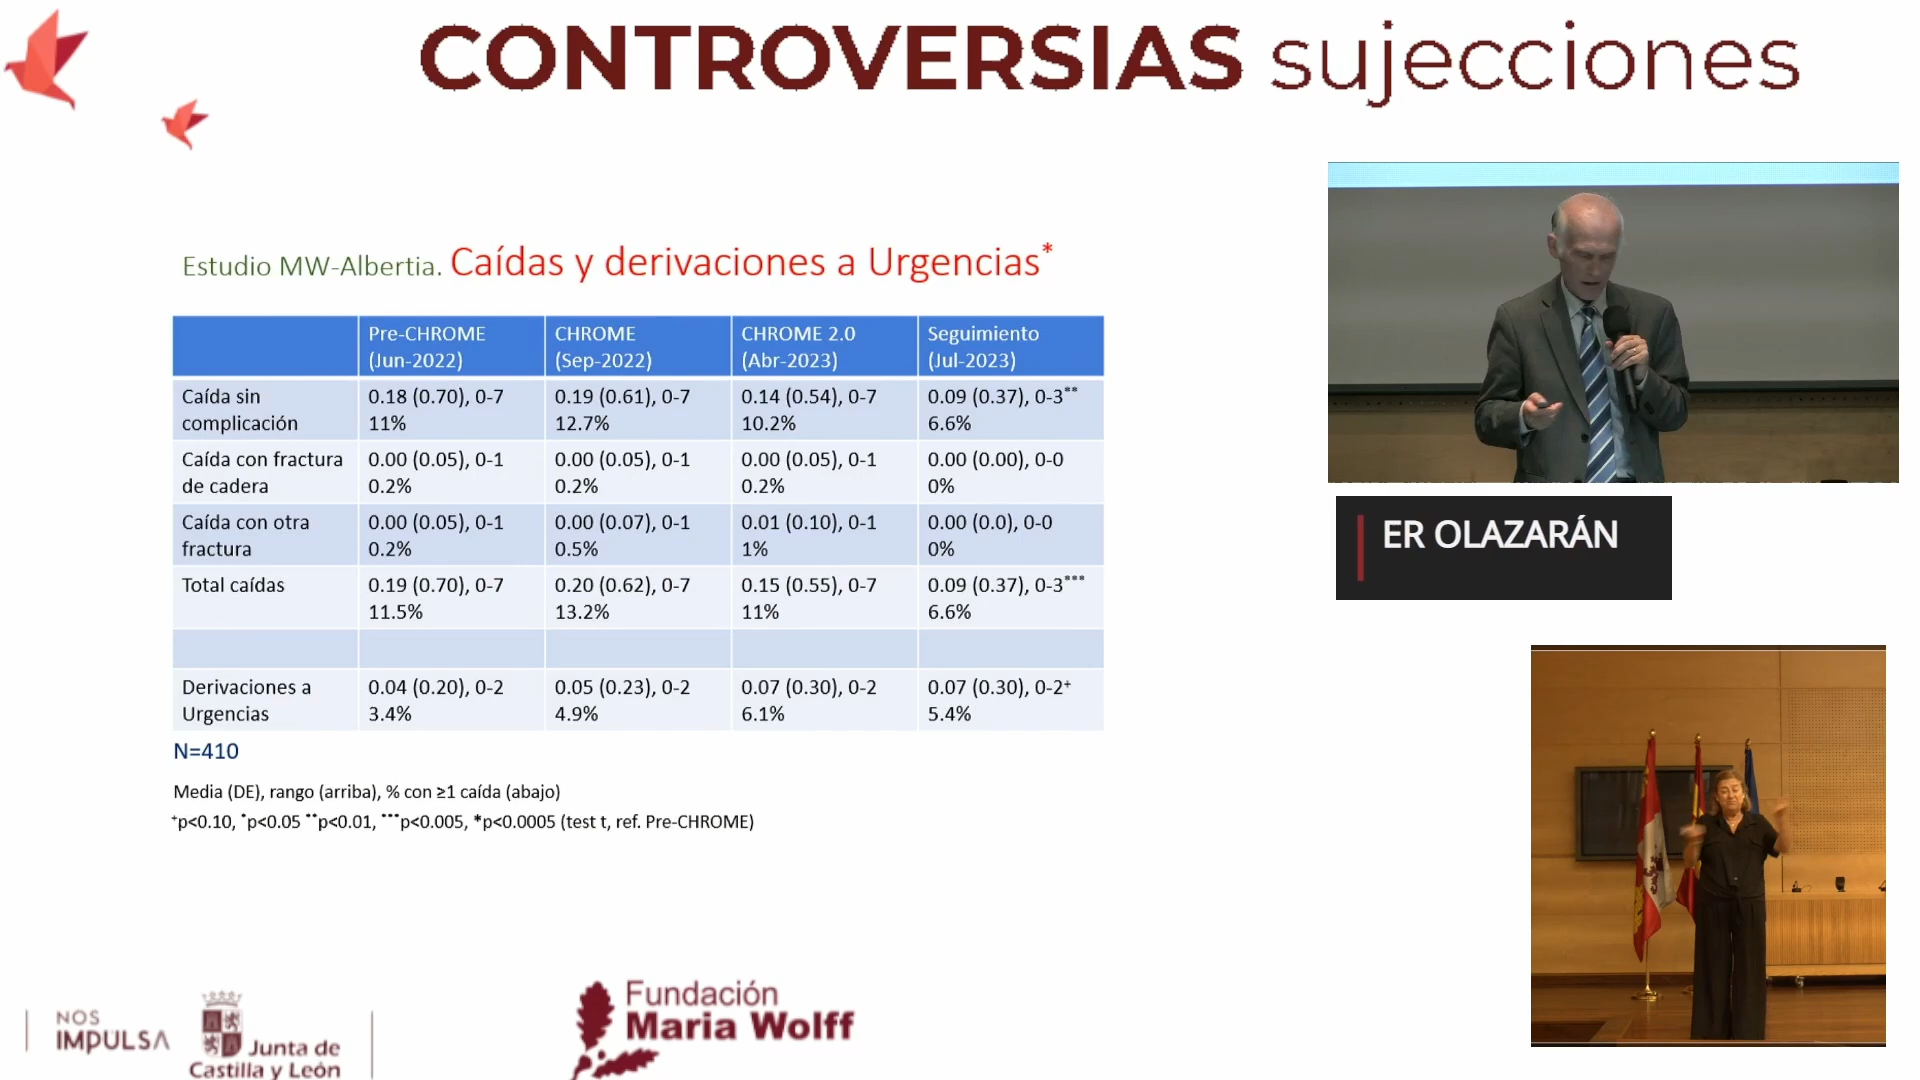 CONTROVERSIAS sujecciones
Estudio MW-Albertia. Caídas y derivaciones a Urgencias*
Pre-CHROME (Jun-2022) CHROME (Sep-2022) CHROME 2.0 (Abr-2023) Seguimiento (Jul-2023)
Caída sin complicación 0.18 (0.70), 0-7 11% 0.19 (0.61), 0-7 12.7% 0.14 (0.54), 0-7 10.2% 0.09 (0.37), 0-3** 6.6%
Caída con fractura de cadera 0.00 (0.05), 0-1 0.2% 0.00 (0.05), 0-1 0.2% 0.00 (0.05), 0-1 0.2% 0.00 (0.00), 0-0 0%
Caída con otra fractura 0.00 (0.05), 0-1 0.2% 0.00 (0.07), 0-1 0.5% 0.01 (0.10), 0-1 1% 0.00 (0.0), 0-0 0%
Total caídas 0.19 (0.70), 0-7 11.5% 0.20 (0.62), 0-7 13.2% 0.15 (0.55), 0-7 11% 0.09 (0.37), 0-3*** 6.6%
Derivaciones a Urgencias 0.04 (0.20), 0-2 3.4% 0.05 (0.23), 0-2 4.9% 0.07 (0.30), 0-2 6.1% 0.07 (0.30), 0-2+ 5.4%
N=410
Media (DE), rango (arriba), % con ≥1 caída (abajo)
+p<0.10, *p<0.05 **p<0.01, ***p<0.005, *p<0.0005 (test t, ref. Pre-CHROME)
ER OLAZARÁN
NOS
IMPULSA
Junta de
Castilla y León
Fundación
Maria Wolff